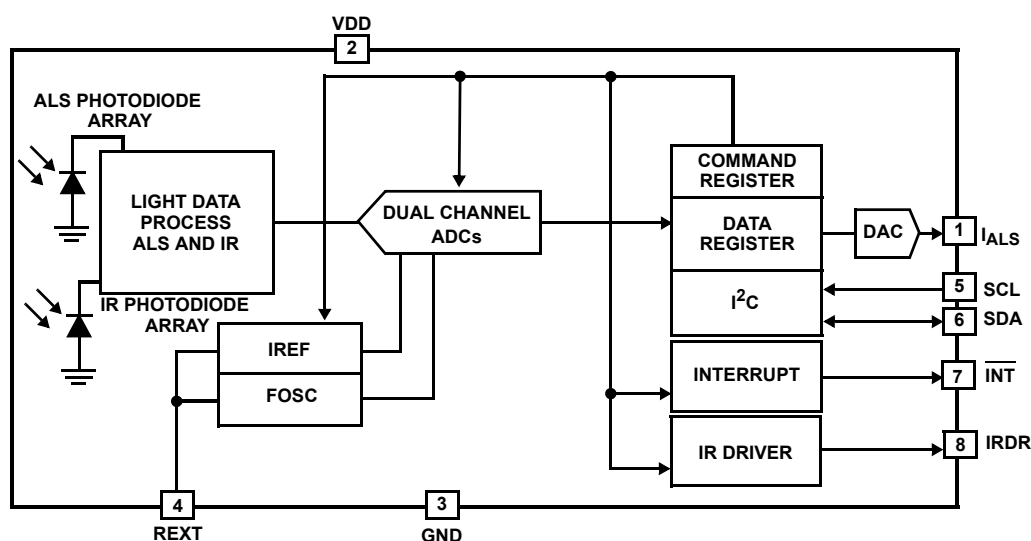 VDD
2
ALS PHOTODIODE
ARRAY
LIGHT DATA
PROCESS
ALS AND IR
DUAL CHANNEL
ADCs
COMMAND
REGISTER
DATA
REGISTER
I²C
DAC
1
IALS
5
SCL
6
SDA
IR PHOTODIODE
ARRAY
IREF
FOSC
INTERRUPT
7
INT
IR DRIVER
8
IRDR
4
REXT
3
GND